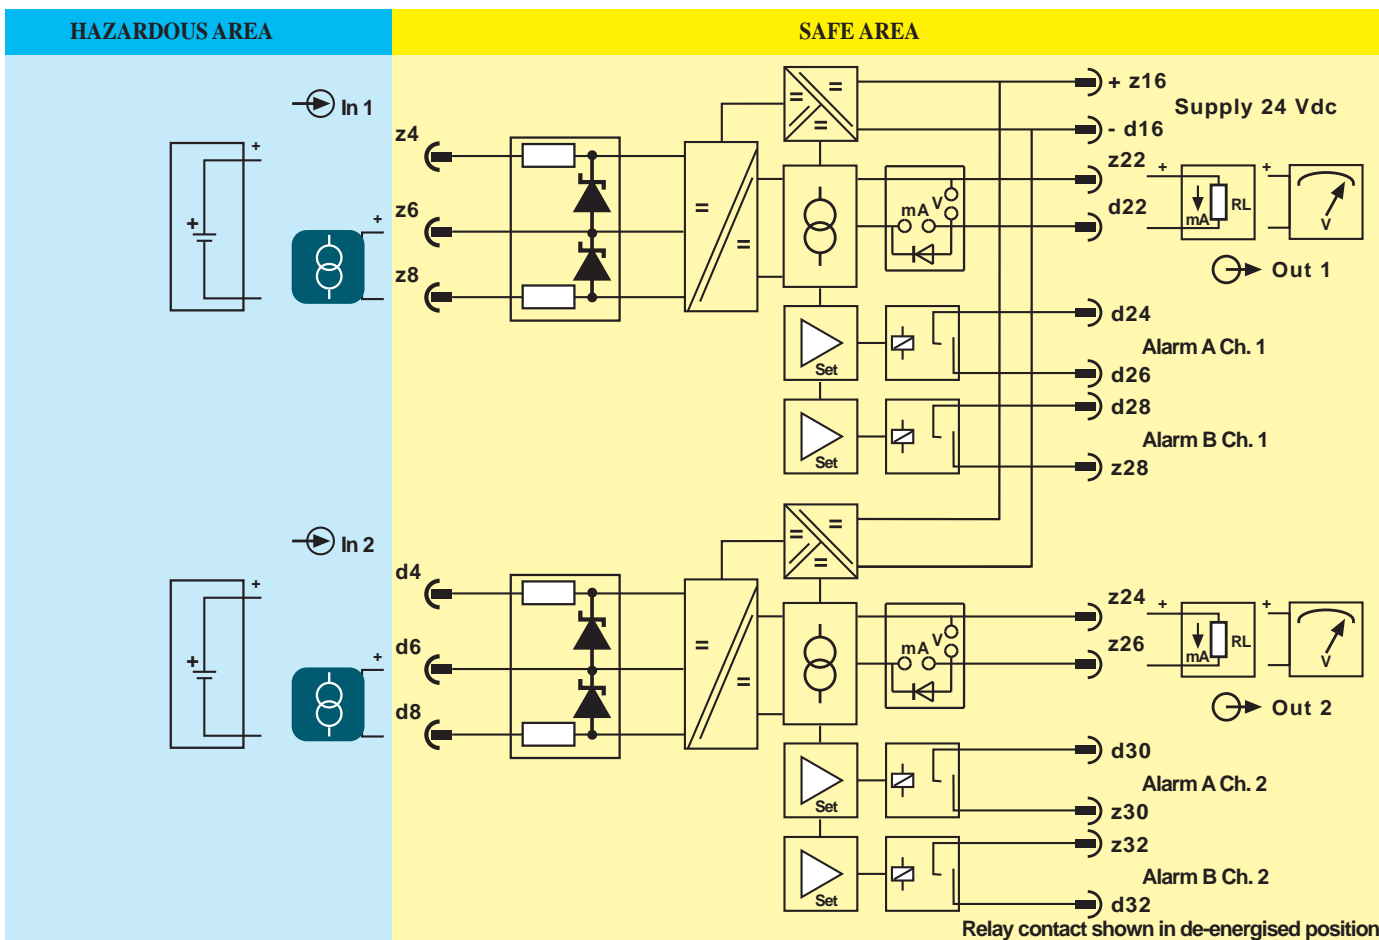 HAZARDOUS AREA
SAFE AREA
In 1
z4
z6
z8
+
+
+
=
=
=
=
=
+ z16
Supply 24 Vdc
- d16
z22
d22
mA
V
+
mA
RL
+
V
Out 1
Set
d24
Alarm A Ch. 1
d26
Set
d28
Alarm B Ch. 1
z28
In 2
d4
d6
d8
+
+
+
=
=
=
=
=
z24
z26
mA
V
+
mA
RL
+
V
Out 2
Set
d30
Alarm A Ch. 2
z30
Set
z32
Alarm B Ch. 2
d32
Relay contact shown in de-energised position